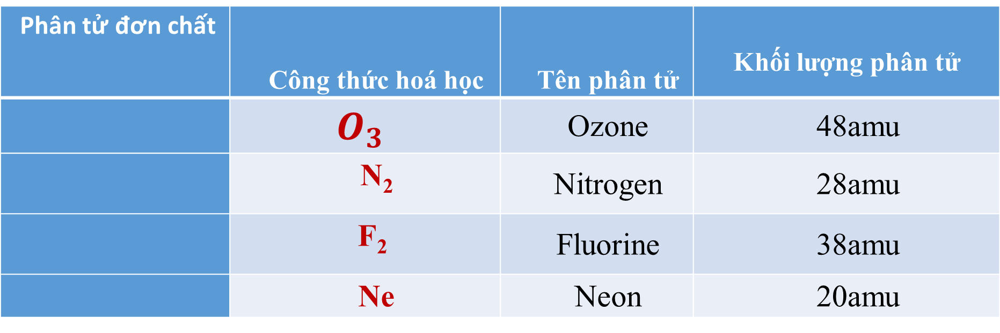 Phân tử đơn chất
Công thức hoá học
Tên phân tử
Khối lượng phân tử
O₃
Ozone
48amu
N₂
Nitrogen
28amu
F₂
Fluorine
38amu
Ne
Neon
20amu